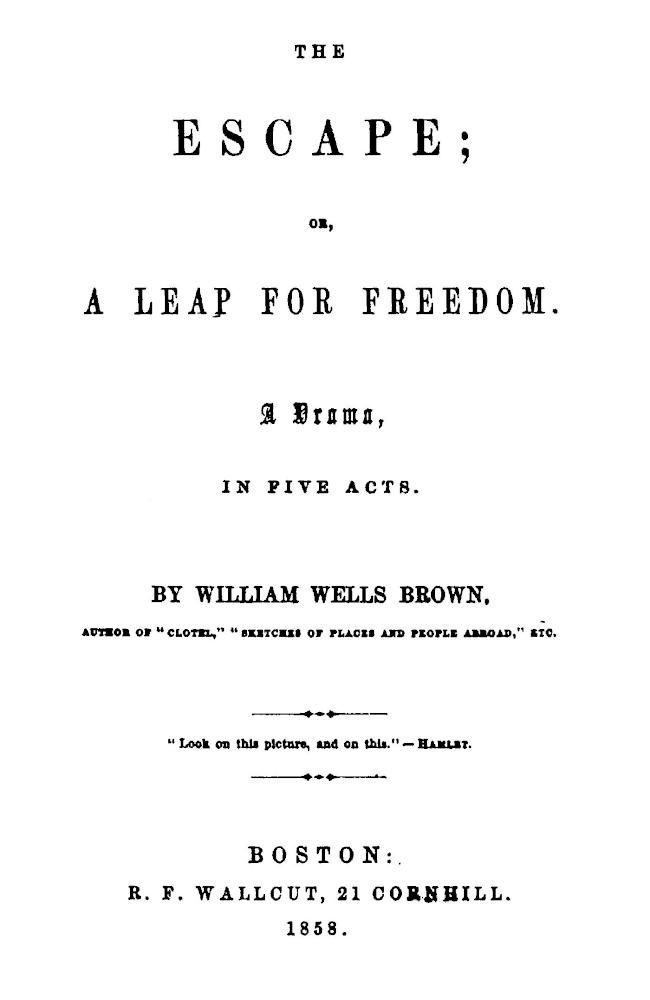 THE
ESCAPE;
OR,
A LEAP FOR FREEDOM.
A Drama,
IN FIVE ACTS.
BY WILLIAM WELLS BROWN,
AUTHOR OF "CLOTEL," "SKETCHES OF PLACES AND PEOPLE ABROAD," ETC.
"Look on this picture, and on this." — HAMLET.
BOSTON:
R. F. WALLCUT, 21 CORNHILL.
1858.